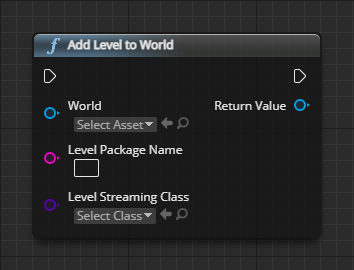 f Add Level to World
World
Select Asset
Return Value
Level Package Name
Level Streaming Class
Select Class